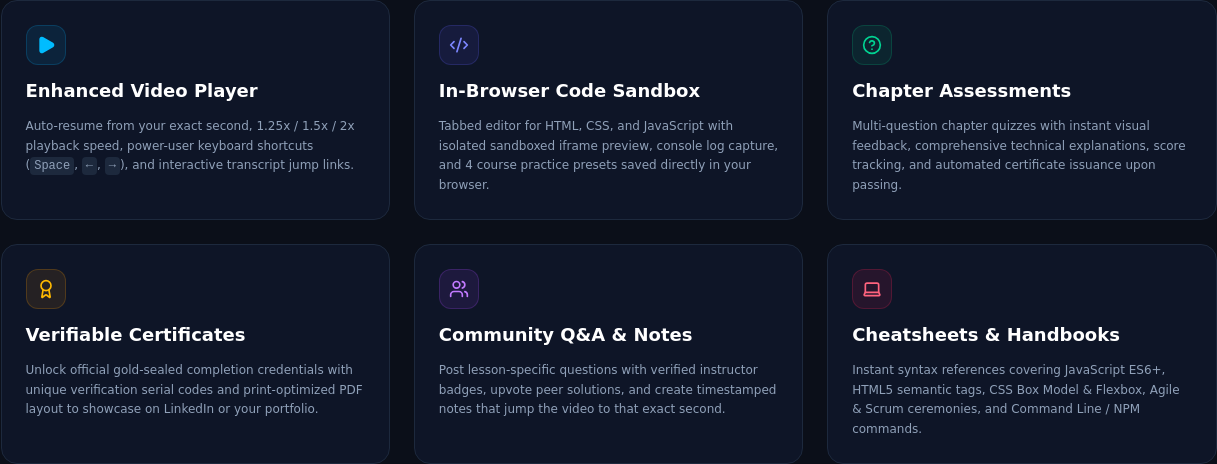 Enhanced Video Player
Auto-resume from your exact second, 1.25x / 1.5x / 2x
playback speed, power-user keyboard shortcuts
(Space, ←, →), and interactive transcript jump links.
In-Browser Code Sandbox
Tabbed editor for HTML, CSS, and JavaScript with
isolated sandboxed iframe preview, console log capture,
and 4 course practice presets saved directly in your
browser.
Chapter Assessments
Multi-question chapter quizzes with instant visual
feedback, comprehensive technical explanations, score
tracking, and automated certificate issuance upon
passing.
Verifiable Certificates
Unlock official gold-sealed completion credentials with
unique verification serial codes and print-optimized PDF
layout to showcase on LinkedIn or your portfolio.
Community Q&A & Notes
Post lesson-specific questions with verified instructor
badges, upvote peer solutions, and create timestamped
notes that jump the video to that exact second.
Cheatsheets & Handbooks
Instant syntax references covering JavaScript ES6+,
HTML5 semantic tags, CSS Box Model & Flexbox, Agile
& Scrum ceremonies, and Command Line / NPM
commands.